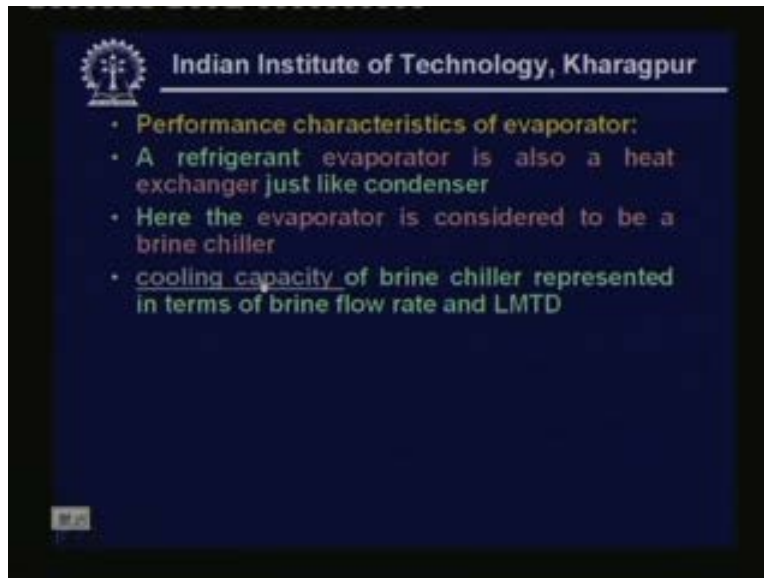 Indian Institute of Technology, Kharagpur
• Performance characteristics of evaporator:
• A refrigerant evaporator is also a heat
exchanger just like condenser
• Here the evaporator is considered to be a
brine chiller
• cooling capacity of brine chiller represented
in terms of brine flow rate and LMTD